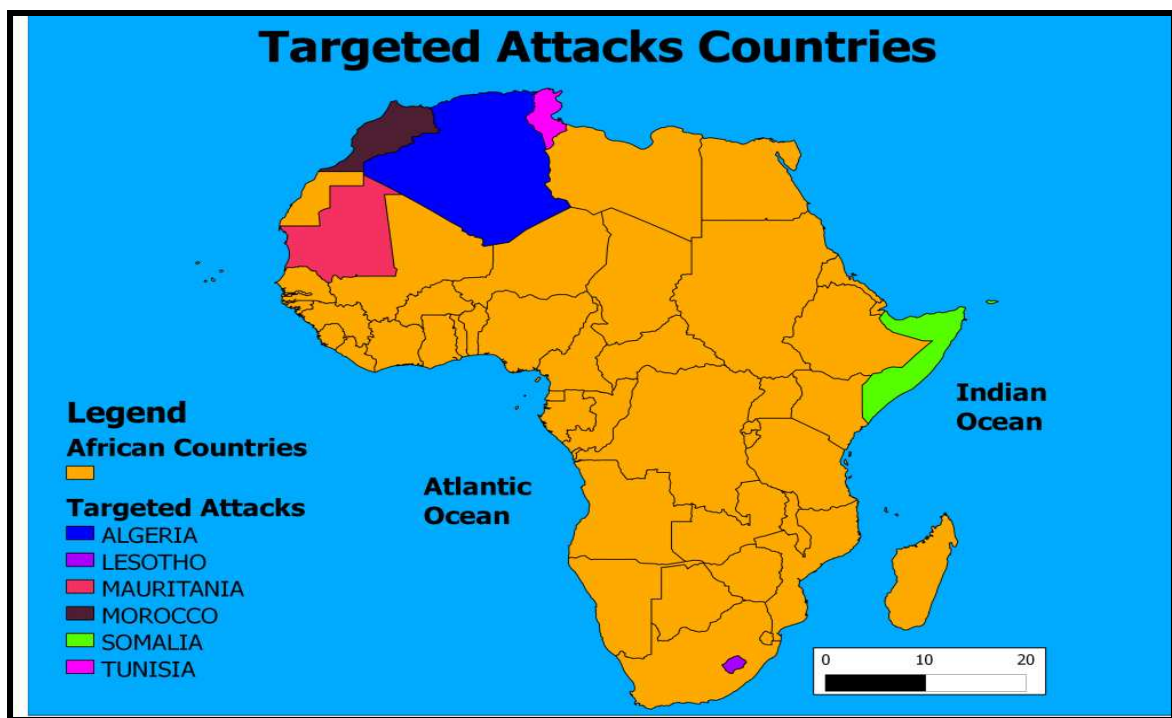 Targeted Attacks Countries
Indian
Ocean
Atlantic
Ocean
Legend
African Countries
Targeted Attacks
ALGERIA
LESOTHO
MAURITANIA
MOROCCO
SOMALIA
TUNISIA
0 10 20